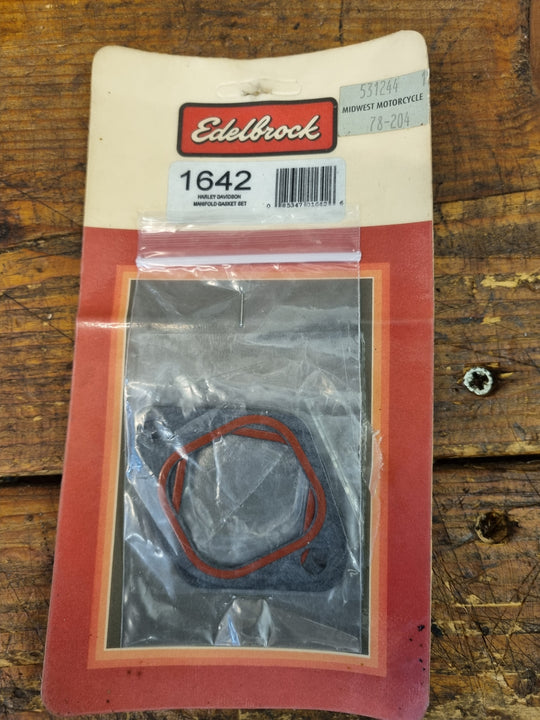 531244
MIDWEST MOTORCYCLE
78-204
Edelbrock
1642
HARLEY DAVIDSON
MANIFOLD GASKET SET